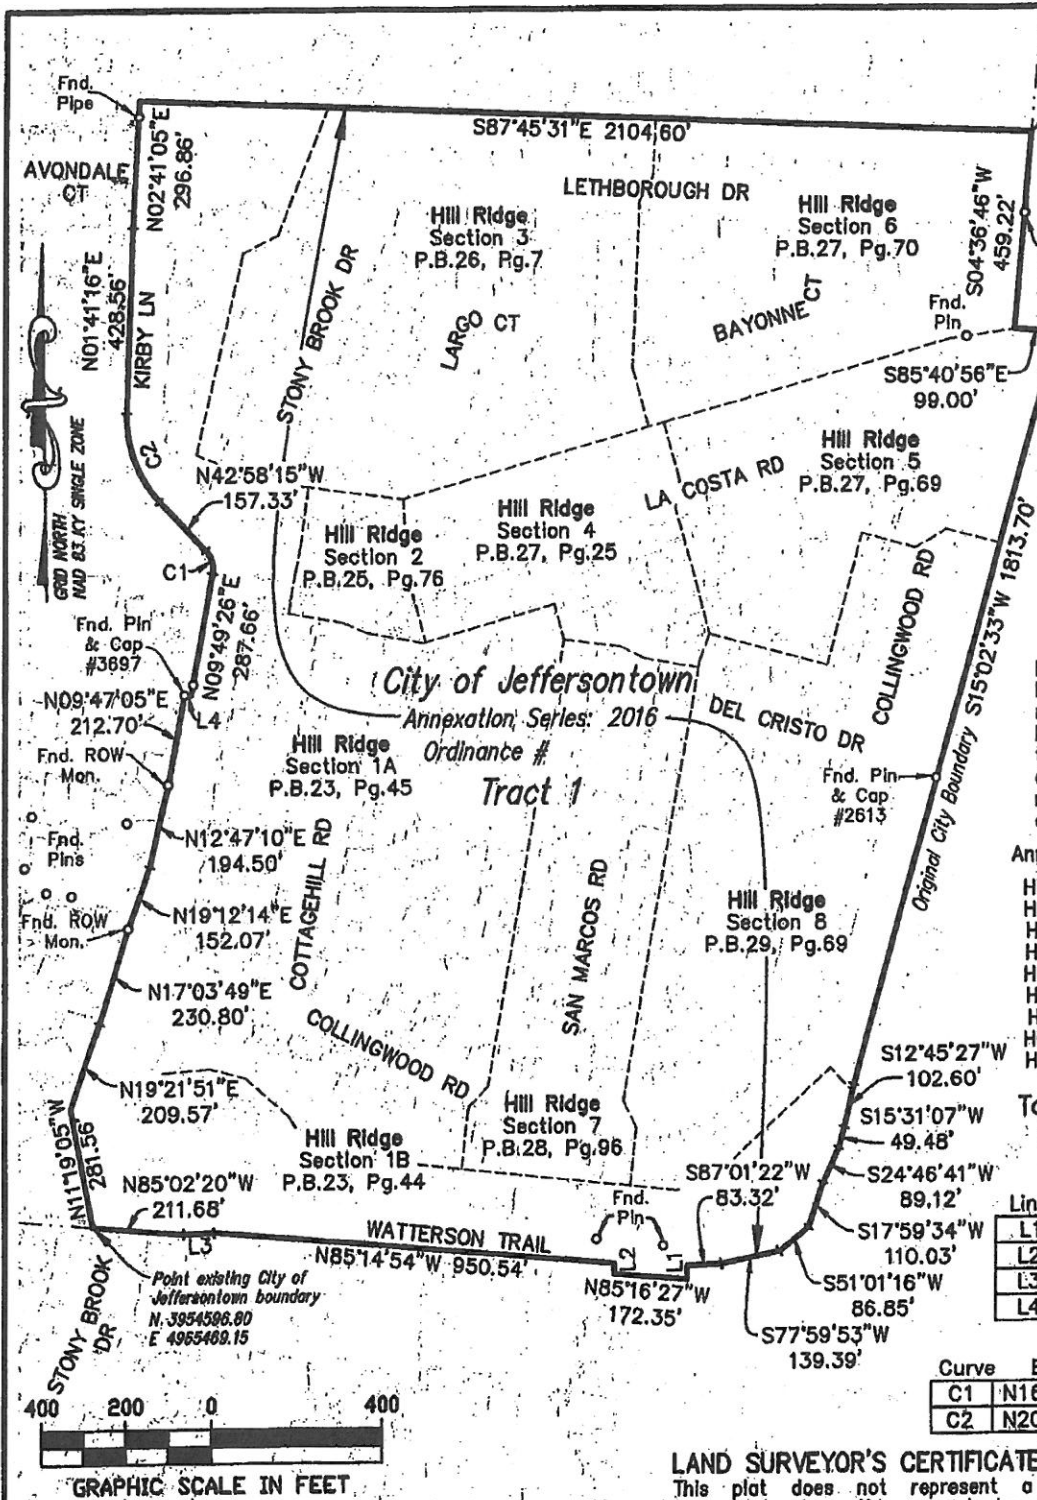 Fnd.
Pipe
S87°45'31"E 2104.60'
N02°41'05"E
296.86'
AVONDALE
CT
LETHBOROUGH DR
Hill Ridge
Section 3
P.B.26, Pg.7
Hill Ridge
Section 6
P.B.27, Pg.70
S04°36'46"W
459.22'
N01°41'16"E
428.56'
KIRBY LN
STONY BROOK DR
LARGO CT
BAYONNE CT
Fnd.
Pin
S85°40'56"E
99.00'
GRID NORTH
NAD 83 KY SINGLE ZONE
C2
N42°58'15"W
157.33'
Hill Ridge
Section 5
P.B.27, Pg.69
LA COSTA RD
Hill Ridge
Section 4
P.B.27, Pg.25
Hill Ridge
Section 2
P.B.25, Pg.76
C1
COLLINGWOOD RD
Original City Boundary S15°02'33"W 1813.70'
N09°49'26"E
287.66'
Fnd. Pin
& Cap
#3697
L4
City of Jeffersontown
Annexation Series: 2016
Ordinance #
Tract 1
DEL CRISTO DR
N09°47'05"E
212.70'
Hill Ridge
Section 1A
P.B.23, Pg.45
Fnd. ROW
Mon.
Fnd. Pin
& Cap
#2613
Fnd.
Pins
N12°47'10"E
194.50'
COTTAGEHILL RD
SAN MARCOS RD
Hill Ridge
Section 8
P.B.29, Pg.69
N19°12'14"E
152.07'
Fnd. ROW
Mon.
N17°03'49"E
230.80'
COLLINGWOOD RD
S12°45'27"W
102.60'
N19°21'51"E
209.57'
Hill Ridge
Section 7
P.B.28, Pg.96
S15°31'07"W
49.48'
N11°19'05"W
281.56'
Hill Ridge
Section 1B
P.B.23, Pg.44
S87°01'22"W
83.32'
S24°46'41"W
89.12'
N85°02'20"W
211.68'
Fnd.
Pin
S17°59'34"W
110.03'
L3
WATTERSON TRAIL
N85°14'54"W 950.54'
L2
L1
N85°16'27"W
172.35'
S51°01'16"W
86.85'
S77°59'53"W
139.39'
Point existing City of
Jeffersontown boundary
N. 3954596.80
E 4965469.15
STONY BROOK
DR
400 200 0 400
GRAPHIC SCALE IN FEET
L1
L2
L3
L4
Curve
C1 N16
C2 N20
LAND SURVEYOR'S CERTIFICATE
This plat does not represent a